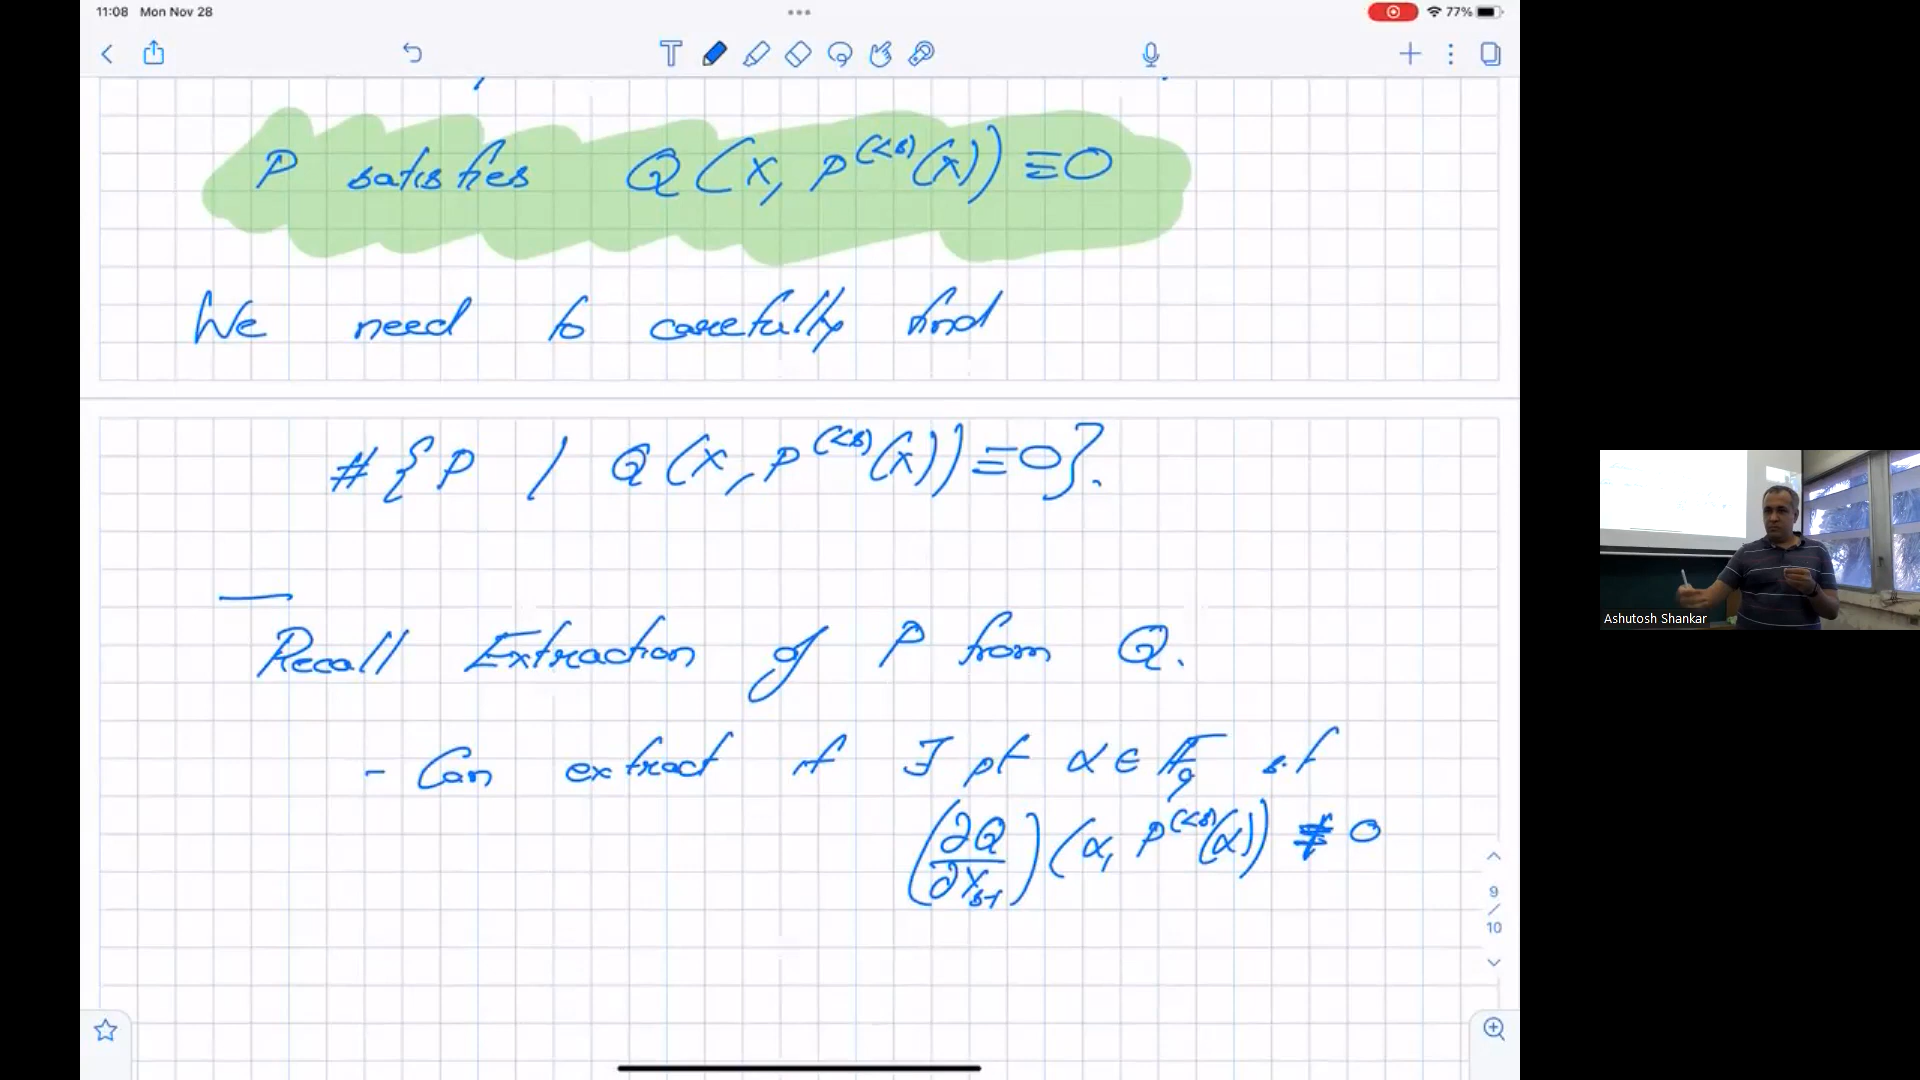 11:08 Mon Nov 28
77%
P satisfies Q(X, P^(<s)(X)) ≡ 0
We need to carefully find
# {P / Q(X, P^(<s)(X)) ≡ 0}.
Recall Extraction of P from Q.
- Can extract if ∃ pt α ∈ 𝔽_q s.t
(∂Q/∂Y_{s-1}) (α, P^(<s)(α)) ≠ 0
9
/
10
Ashutosh Shankar